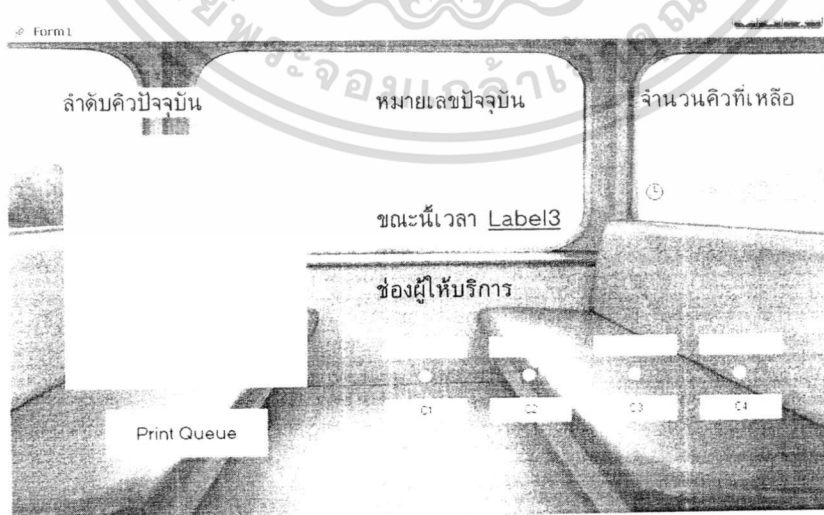 Form1
ลำดับคิวปัจจุบัน
หมายเลขปัจจุบัน
จำนวนคิวที่เหลือ
ขณะนี้เวลา Label3
ช่องผู้ให้บริการ
C1 C2 C3 C4
Print Queue